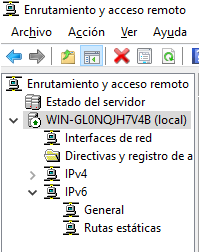 Enrutamiento y acceso remoto
Archivo Acción Ver Ayuda
Enrutamiento y acceso remoto
Estado del servidor
WIN-GL0NQJH7V4B (local)
Interfaces de red
Directivas y registro de a
IPv4
IPv6
General
Rutas estáticas